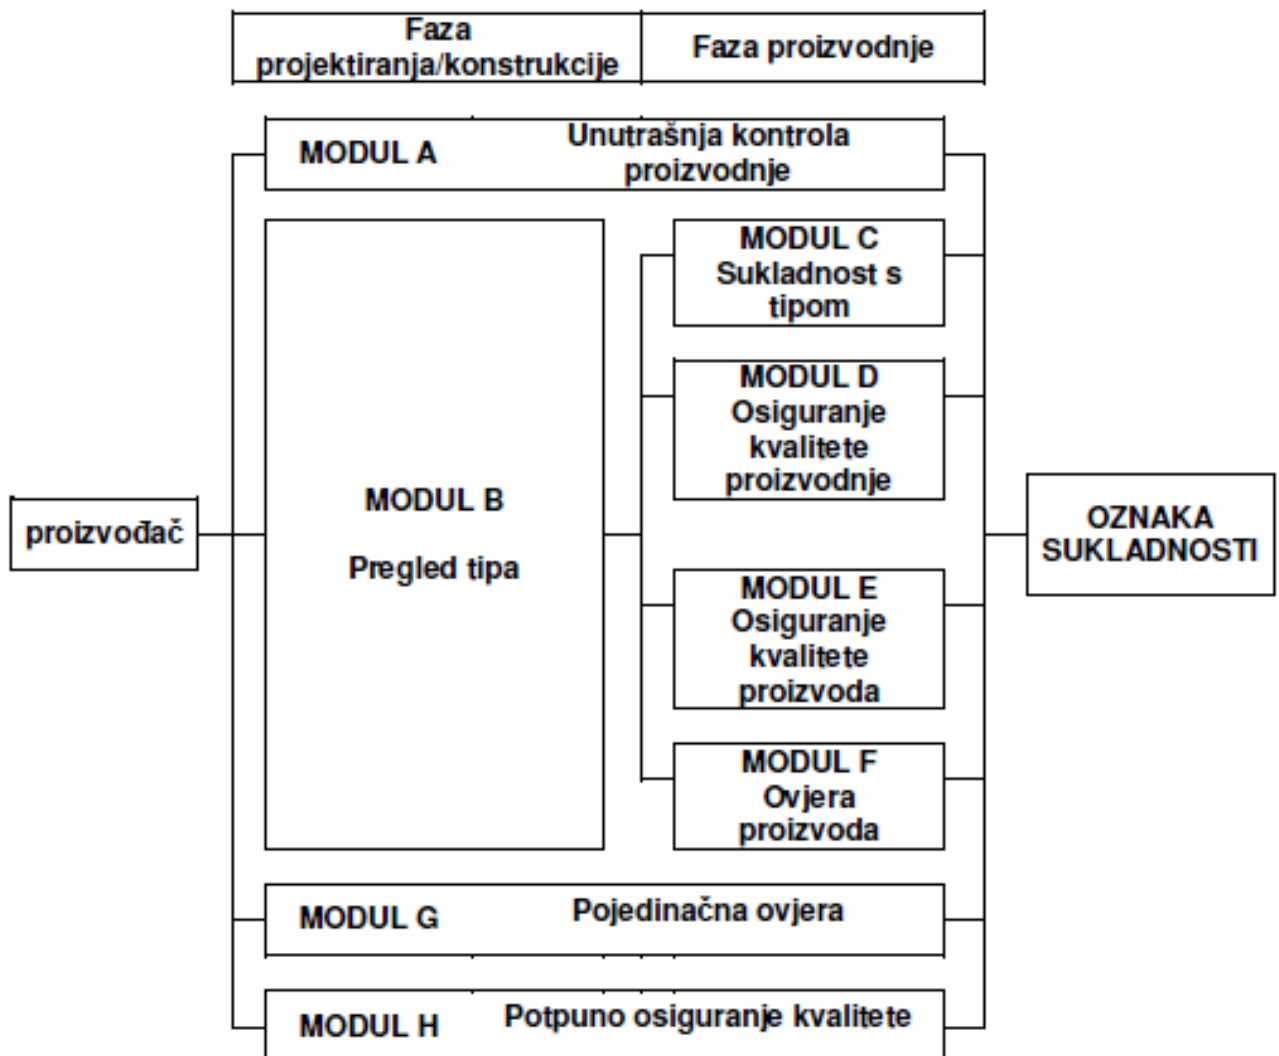 Faza
projektiranja/konstrukcije
Faza proizvodnje
MODUL A
Unutrašnja kontrola
proizvodnje
MODUL B
Pregled tipa
MODUL C
Sukladnost s
tipom
MODUL D
Osiguranje
kvalitete
proizvodnje
proizvođač
MODUL E
Osiguranje
kvalitete
proizvoda
MODUL F
Ovjera
proizvoda
OZNAKA
SUKLADNOSTI
MODUL G
Pojedinačna ovjera
MODUL H
Potpuno osiguranje kvalitete